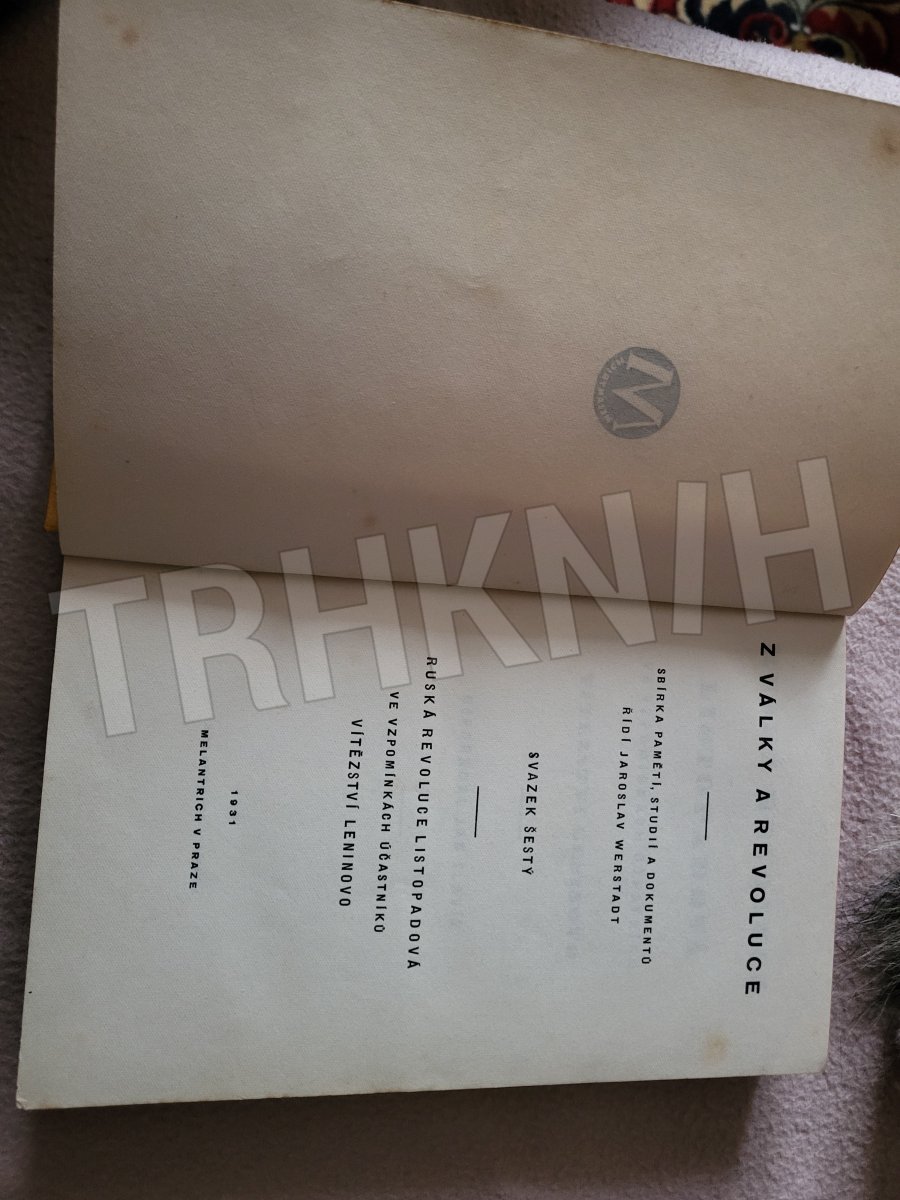 M
MELANTRICH
Z VÁLKY A REVOLUCE
SBÍRKA PAMĚTÍ, STUDIÍ A DOKUMENTŮ
ŘÍDÍ JAROSLAV WERSTADT
SVAZEK ŠESTÝ
RUSKÁ REVOLUCE LISTOPADOVÁ
VE VZPOMÍNKÁCH ÚČASTNÍKŮ
VÍTĚZSTVÍ LENINOVO
1931
MELANTRICH V PRAZE
TRHKNIH